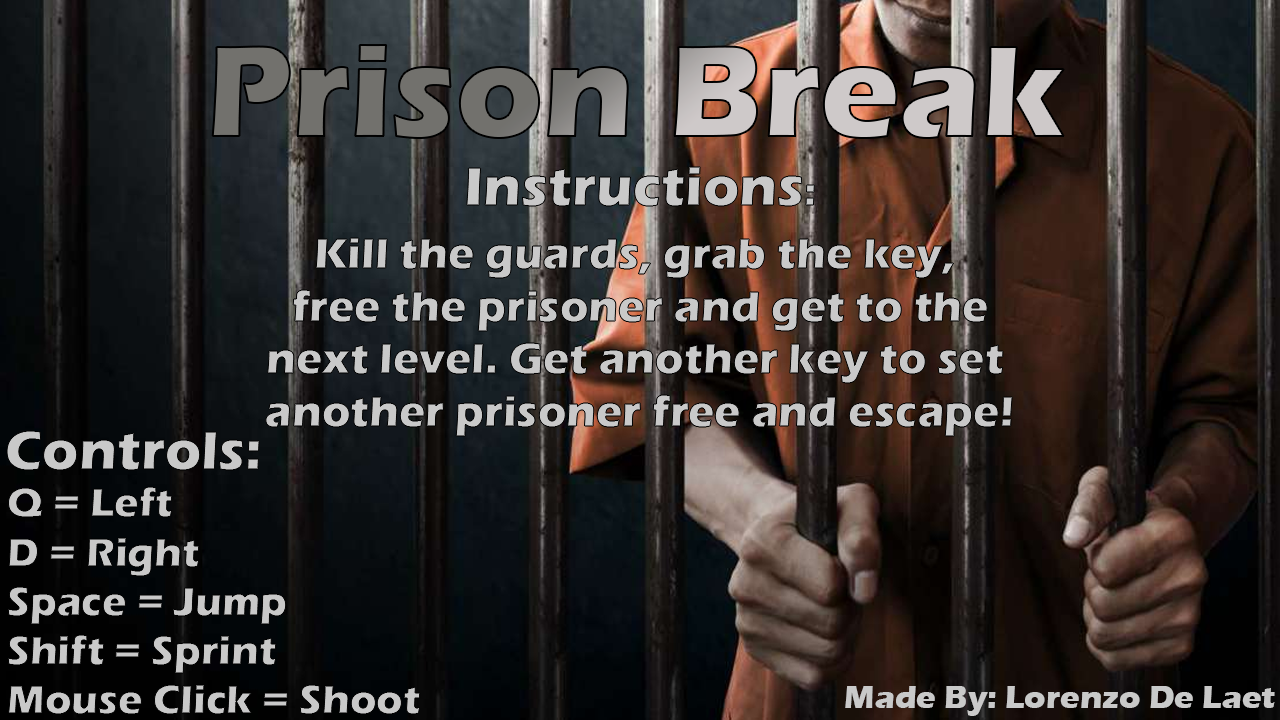 Prison Break
Instructions:
Kill the guards, grab the key,
free the prisoner and get to the
next level. Get another key to set
another prisoner free and escape!
Controls:
Q = Left
D = Right
Space = Jump
Shift = Sprint
Mouse Click = Shoot
Made By: Lorenzo De Laet